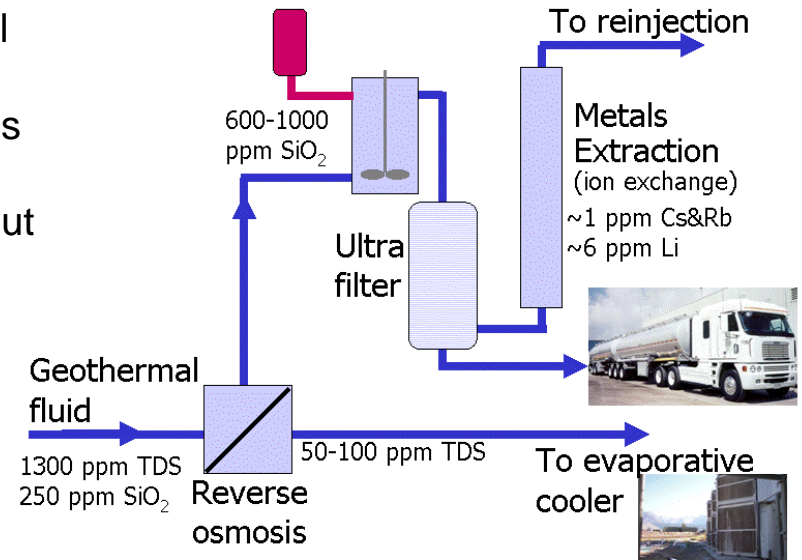 l
s
ut
To reinjection
600-1000
ppm SiO₂
Metals
Extraction
(ion exchange)
~1 ppm Cs&Rb
~6 ppm Li
Ultra
filter
Geothermal
fluid
1300 ppm TDS
250 ppm SiO₂
Reverse
osmosis
50-100 ppm TDS
To evaporative
cooler